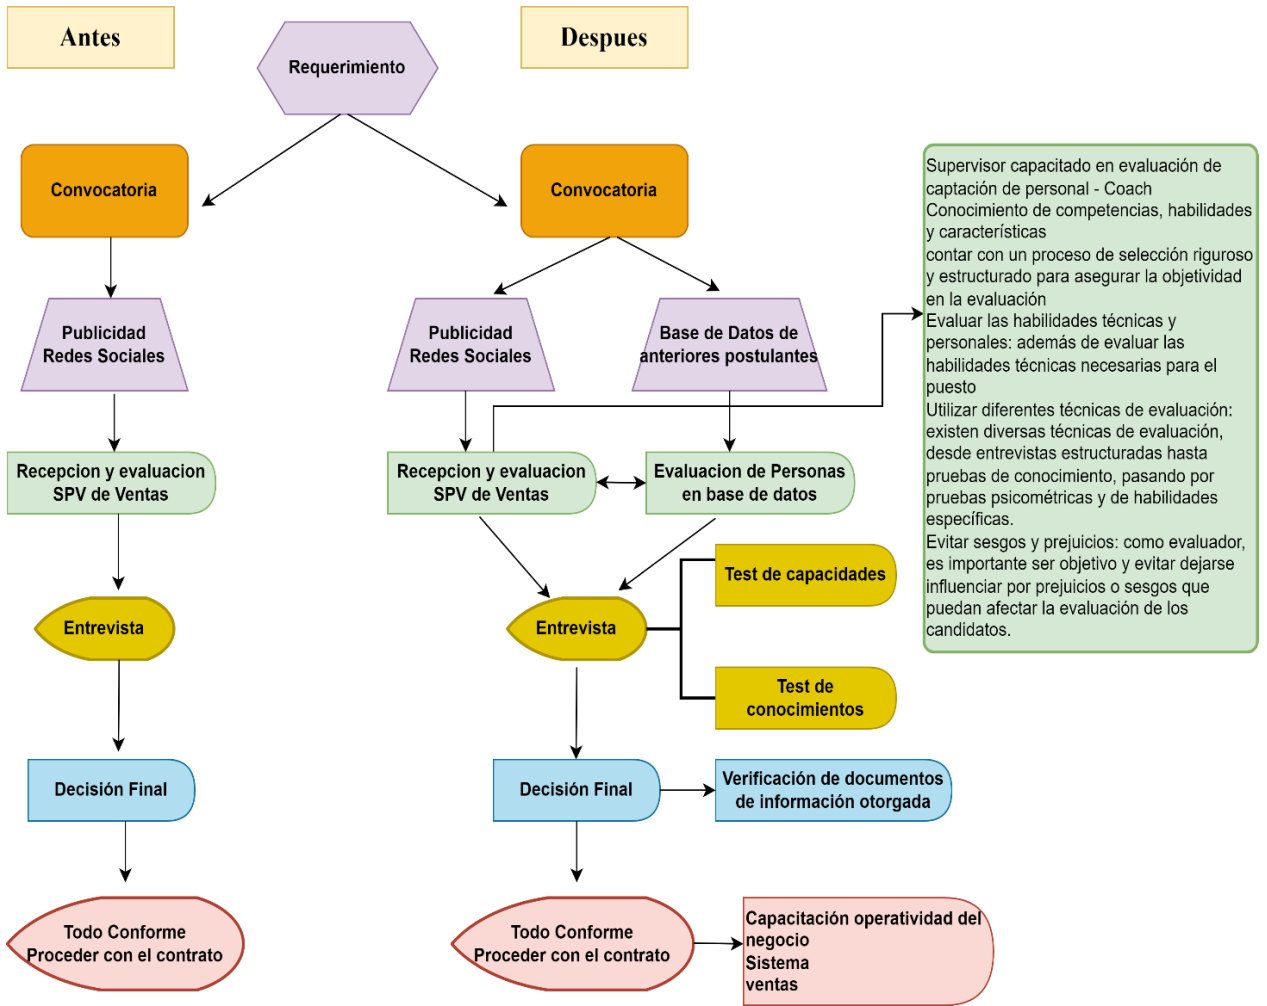 Antes
Despues
Requerimiento
Convocatoria
Convocatoria
Publicidad
Redes Sociales
Publicidad
Redes Sociales
Base de Datos de
anteriores postulantes
Recepcion y evaluacion
SPV de Ventas
Recepcion y evaluacion
SPV de Ventas
Evaluacion de Personas
en base de datos
Supervisor capacitado en evaluación de
captación de personal - Coach
Conocimiento de competencias, habilidades
y características
contar con un proceso de selección riguroso
y estructurado para asegurar la objetividad
en la evaluación
Evaluar las habilidades técnicas y
personales: además de evaluar las
habilidades técnicas necesarias para el
puesto
Utilizar diferentes técnicas de evaluación:
existen diversas técnicas de evaluación,
desde entrevistas estructuradas hasta
pruebas de conocimiento, pasando por
pruebas psicométricas y de habilidades
específicas.
Evitar sesgos y prejuicios: como evaluador,
es importante ser objetivo y evitar dejarse
influenciar por prejuicios o sesgos que
puedan afectar la evaluación de los
candidatos.
Entrevista
Entrevista
Test de capacidades
Test de
conocimientos
Decisión Final
Decisión Final
Verificación de documentos
de información otorgada
Todo Conforme
Proceder con el contrato
Todo Conforme
Proceder con el contrato
Capacitación operatividad del
negocio
Sistema
ventas